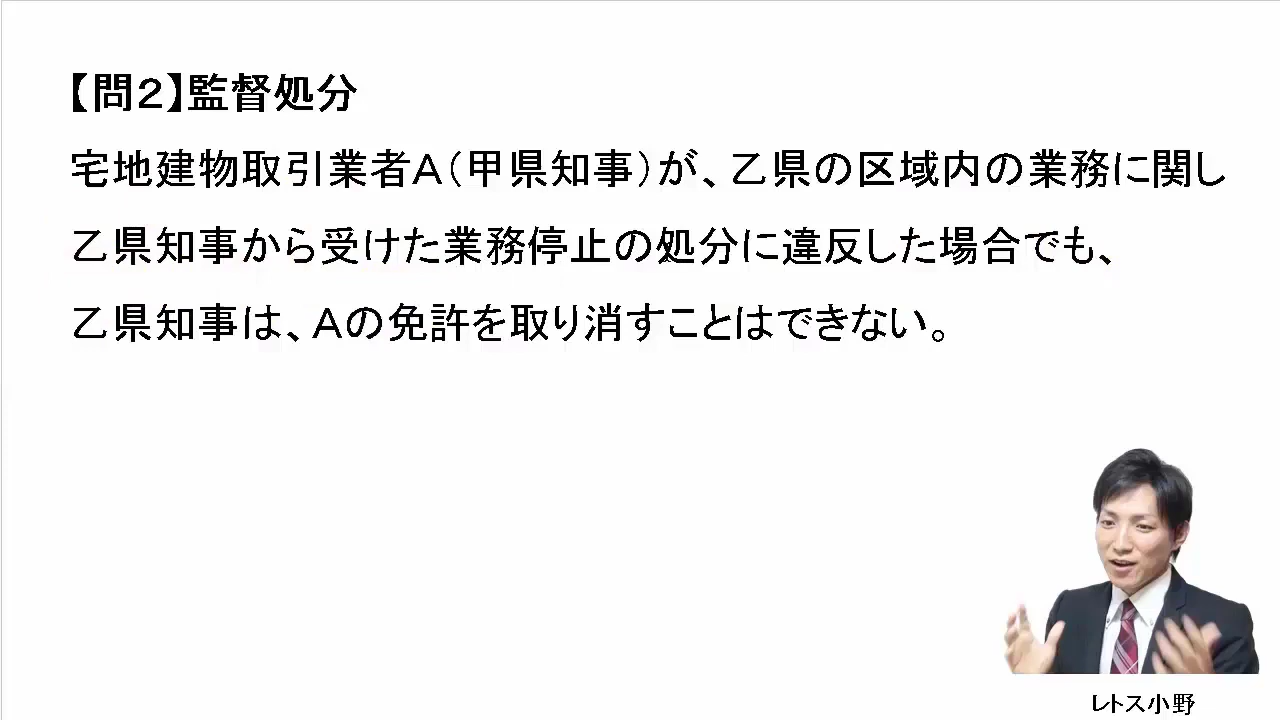 【問２】監督処分
宅地建物取引業者Ａ（甲県知事）が、乙県の区域内の業務に関し
乙県知事から受けた業務停止の処分に違反した場合でも、
乙県知事は、Ａの免許を取り消すことはできない。
レトス小野